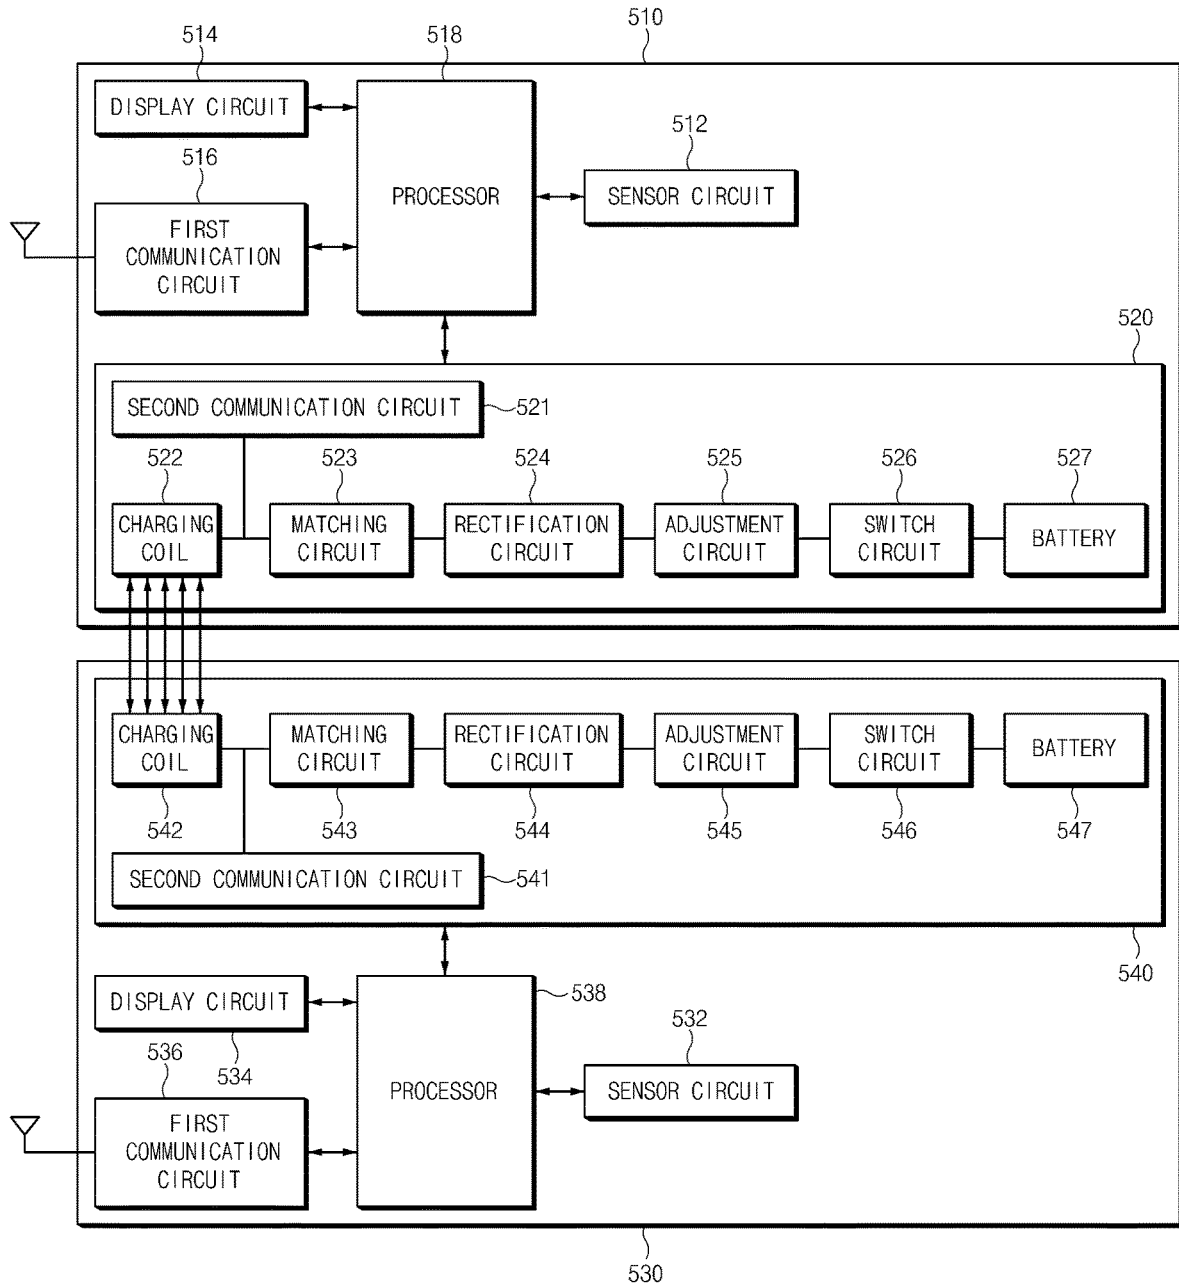 510
514
518
DISPLAY CIRCUIT
512
516
PROCESSOR
SENSOR CIRCUIT
FIRST
COMMUNICATION
CIRCUIT
520
SECOND COMMUNICATION CIRCUIT
521
522
523
524
525
526
527
CHARGING
COIL
MATCHING
CIRCUIT
RECTIFICATION
CIRCUIT
ADJUSTMENT
CIRCUIT
SWITCH
CIRCUIT
BATTERY
CHARGING
COIL
MATCHING
CIRCUIT
RECTIFICATION
CIRCUIT
ADJUSTMENT
CIRCUIT
SWITCH
CIRCUIT
BATTERY
542
543
544
545
546
547
SECOND COMMUNICATION CIRCUIT
541
540
538
DISPLAY CIRCUIT
532
536
534
PROCESSOR
SENSOR CIRCUIT
FIRST
COMMUNICATION
CIRCUIT
530